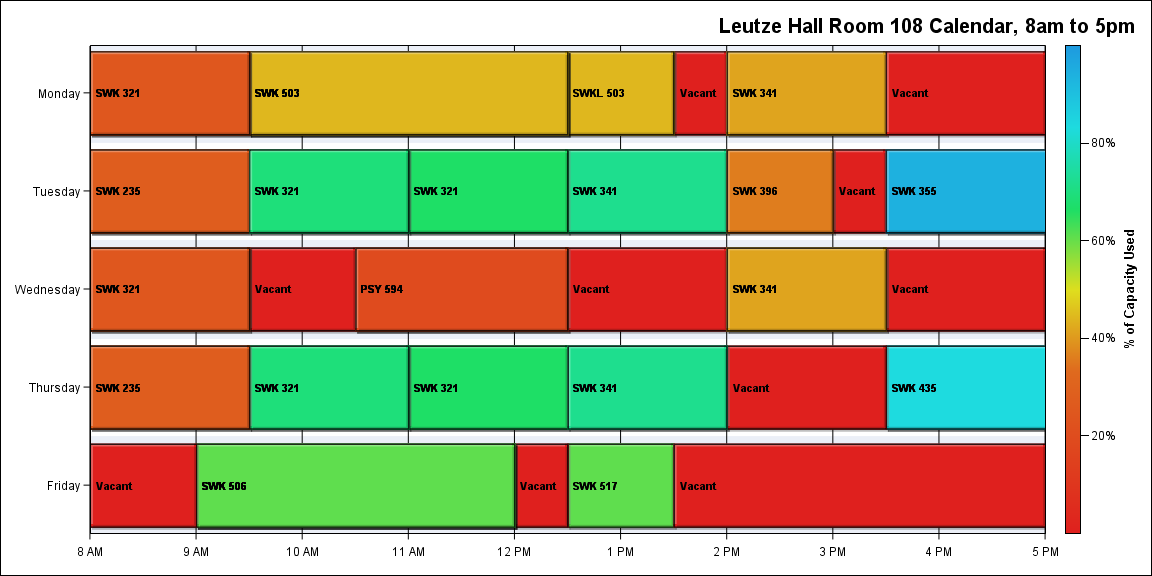 Leutze Hall Room 108 Calendar, 8am to 5pm
Monday
SWK 321
SWK 503
SWKL 503
Vacant
SWK 341
Vacant
Tuesday
SWK 235
SWK 321
SWK 321
SWK 341
SWK 396
Vacant
SWK 355
Wednesday
SWK 321
Vacant
PSY 594
Vacant
SWK 341
Vacant
Thursday
SWK 235
SWK 321
SWK 321
SWK 341
Vacant
SWK 435
Friday
Vacant
SWK 506
Vacant
SWK 517
Vacant
8 AM
9 AM
10 AM
11 AM
12 PM
1 PM
2 PM
3 PM
4 PM
5 PM
80%
60%
40%
20%
% of Capacity Used